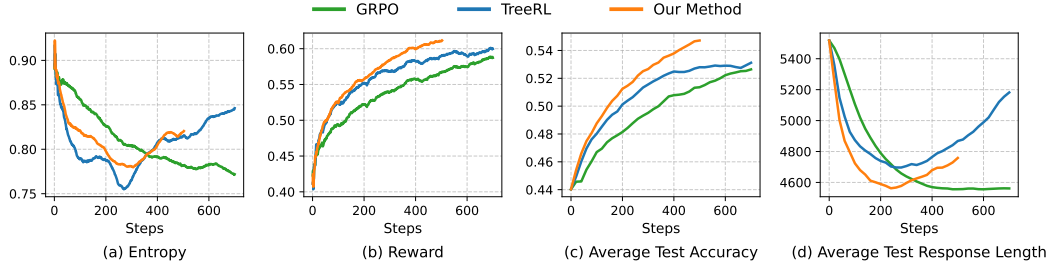 GRPO TreeRL Our Method
0.90
0.85
0.80
0.75
0 200 400 600
Steps
(a) Entropy
0.60
0.55
0.50
0.45
0.40
0 200 400 600
Steps
(b) Reward
0.54
0.52
0.50
0.48
0.46
0.44
0 200 400 600
Steps
(c) Average Test Accuracy
5400
5200
5000
4800
4600
0 200 400 600
Steps
(d) Average Test Response Length